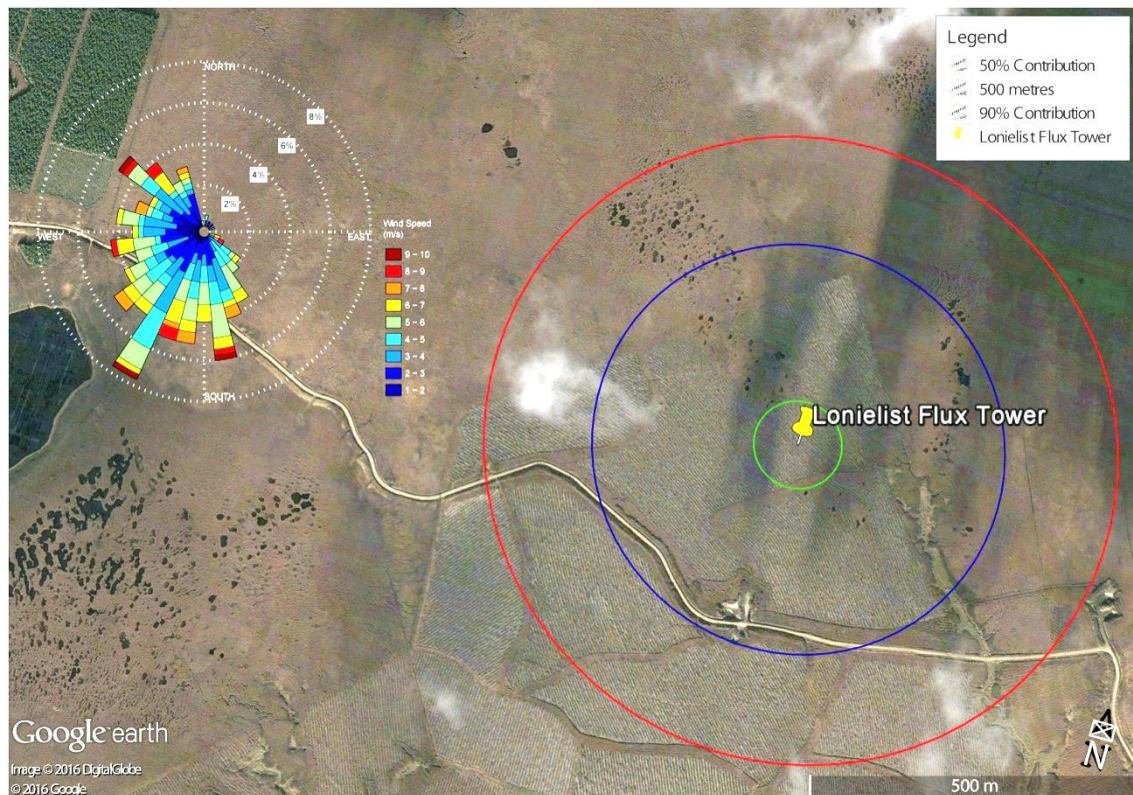 Legend
50% Contribution
500 metres
90% Contribution
Lonielist Flux Tower
NORTH
8%
6%
4%
2%
WEST
EAST
SOUTH
Wind Speed
(m/s)
9 - 10
8 - 9
7 - 8
6 - 7
5 - 6
4 - 5
3 - 4
2 - 3
1 - 2
Lonielist Flux Tower
Google earth
Image © 2016 DigitalGlobe
© 2016 Google
N
500 m